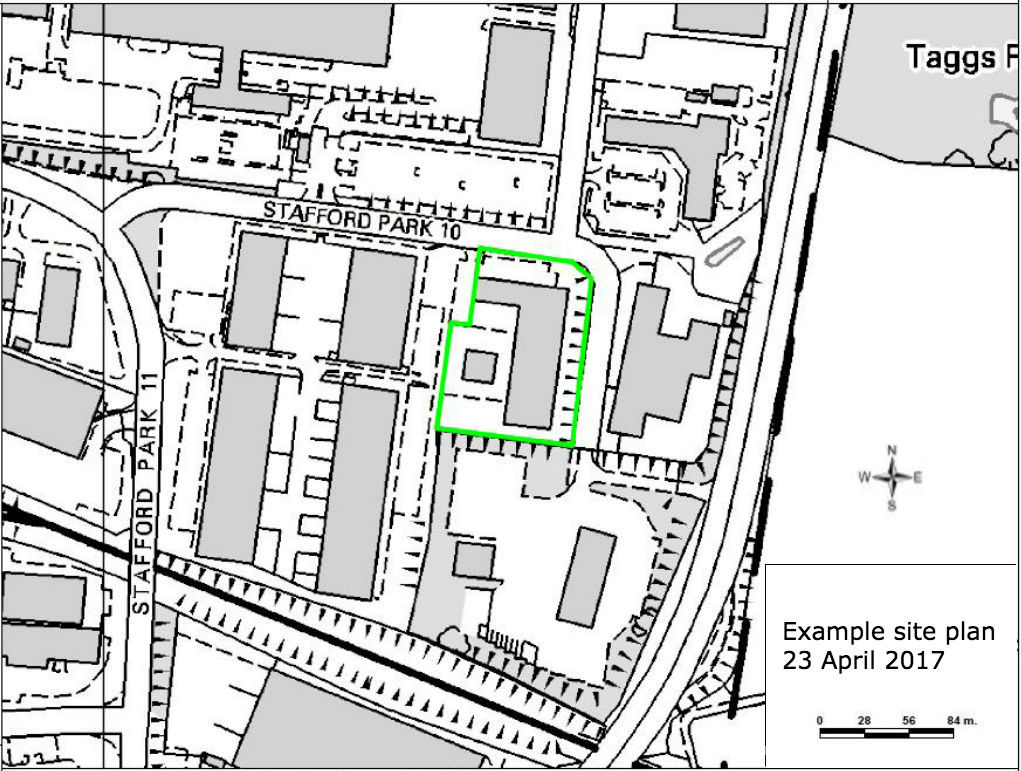 Taggs F
STAFFORD PARK 10
c
c
c
STAFFORD PARK 11
N
W E
S
Example site plan
23 April 2017
0 28 56 84 m.